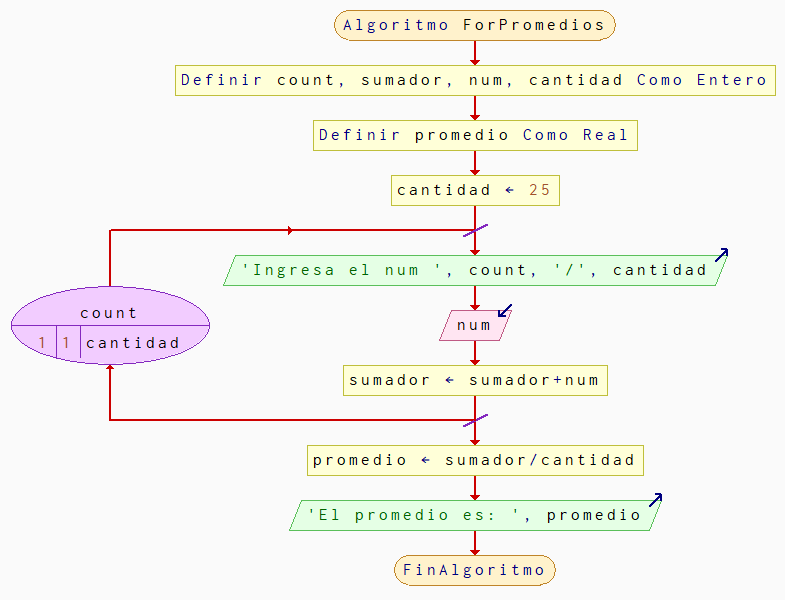 Algoritmo ForPromedios
Definir count, sumador, num, cantidad Como Entero
Definir promedio Como Real
cantidad ← 25
'Ingresa el num ', count, '/', cantidad
count
1 1 cantidad
num
sumador ← sumador+num
promedio ← sumador/cantidad
'El promedio es: ', promedio
FinAlgoritmo